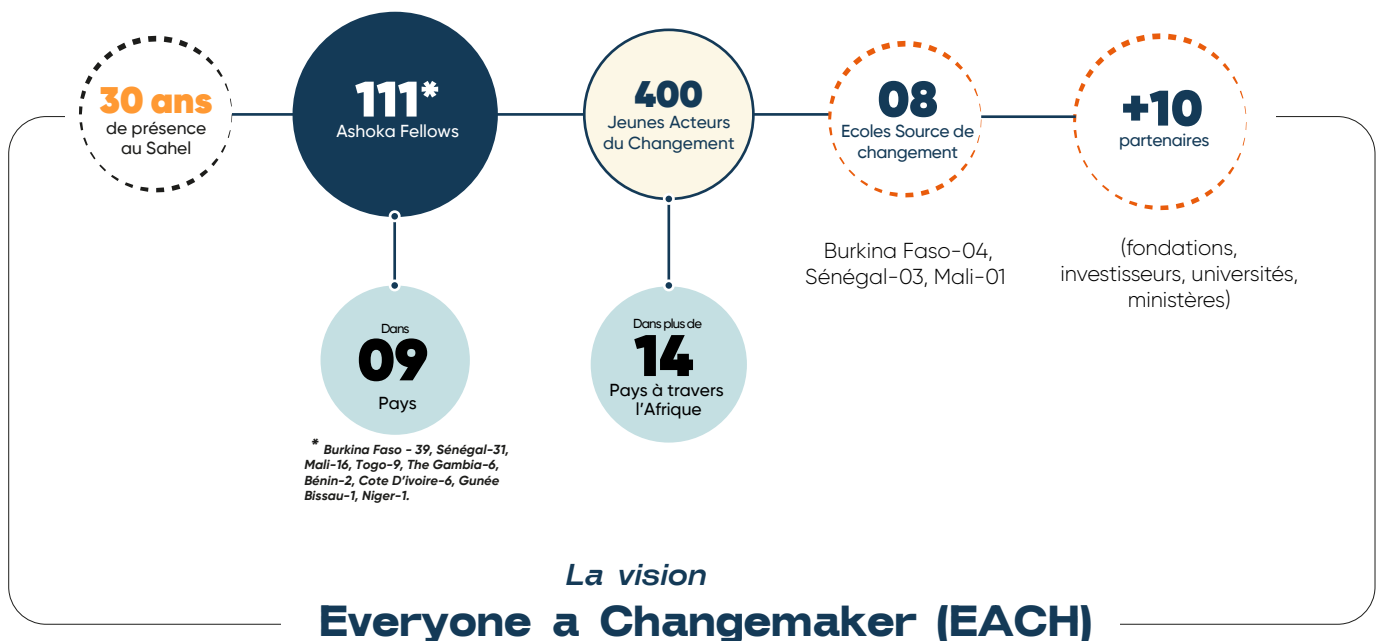 30 ans
de présence
au Sahel
111*
Ashoka Fellows
400
Jeunes Acteurs
du Changement
08
Ecoles Source de
changement
+10
partenaires
Burkina Faso-04,
Sénégal-03, Mali-01
(fondations,
investisseurs, universités,
ministères)
Dans
09
Pays
Dans plus de
14
Pays à travers
l'Afrique
* Burkina Faso - 39, Sénégal-31,
Mali-16, Togo-9, The Gambia-6,
Bénin-2, Cote D'ivoire-6, Gunée
Bissau-1, Niger-1.
La vision
Everyone a Changemaker (EACH)